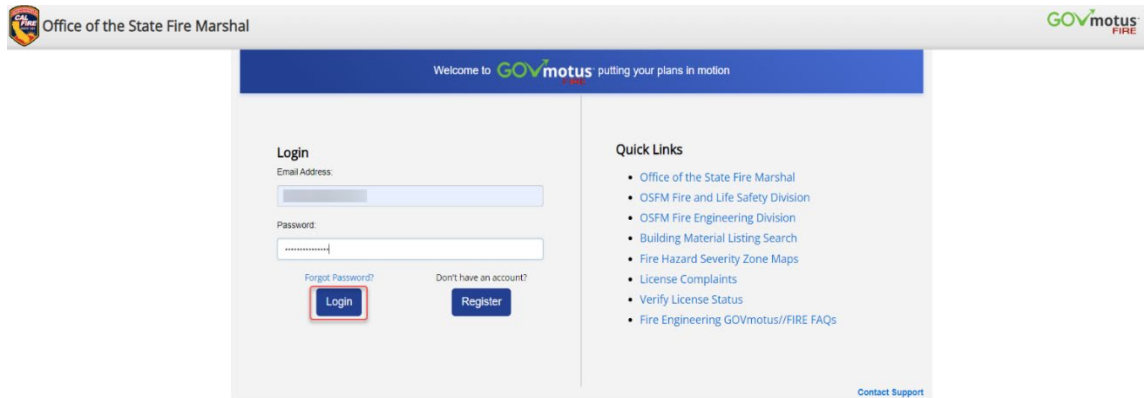 CAL FIRE
Office of the State Fire Marshal
GOVmotus
FIRE
Welcome to GOVmotus putting your plans in motion
FIRE
Login
Email Address:
Password:
Forgot Password?
Don't have an account?
Login
Register
Quick Links
• Office of the State Fire Marshal
• OSFM Fire and Life Safety Division
• OSFM Fire Engineering Division
• Building Material Listing Search
• Fire Hazard Severity Zone Maps
• License Complaints
• Verify License Status
• Fire Engineering GOVmotus//FIRE FAQs
Contact Support